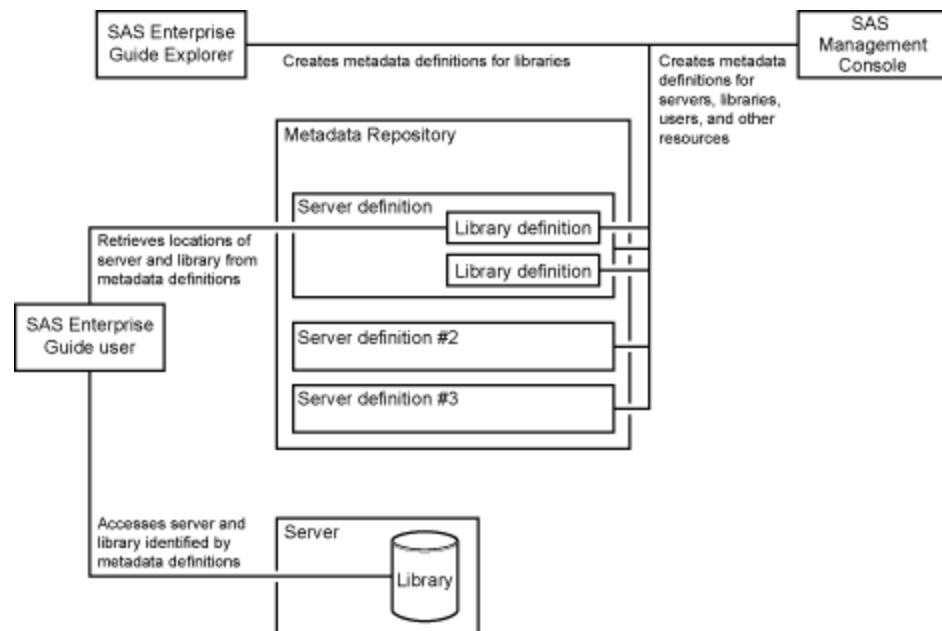 SAS Enterprise
Guide Explorer
SAS
Management
Console
Creates metadata definitions for libraries
Creates metadata
definitions for
servers, libraries,
users, and other
resources
Metadata Repository
Server definition
Library definition
Library definition
Retrieves locations of
server and library from
metadata definitions
SAS Enterprise
Guide user
Server definition #2
Server definition #3
Accesses server and
library identified by
metadata definitions
Server
Library